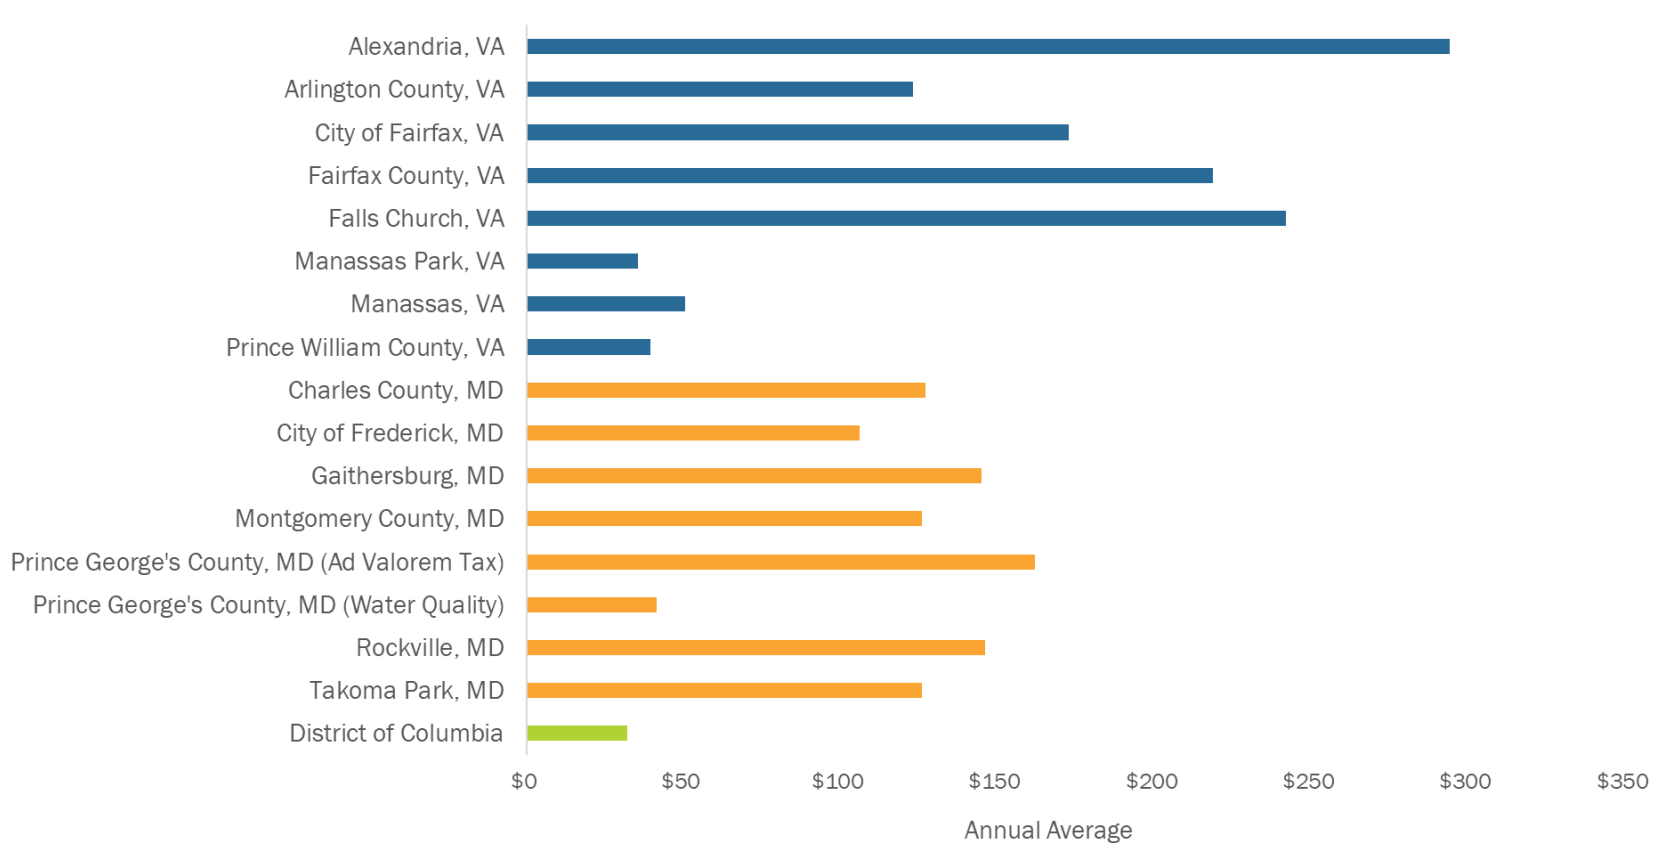 Alexandria, VA
Arlington County, VA
City of Fairfax, VA
Fairfax County, VA
Falls Church, VA
Manassas Park, VA
Manassas, VA
Prince William County, VA
Charles County, MD
City of Frederick, MD
Gaithersburg, MD
Montgomery County, MD
Prince George's County, MD (Ad Valorem Tax)
Prince George's County, MD (Water Quality)
Rockville, MD
Takoma Park, MD
District of Columbia
$0 $50 $100 $150 $200 $250 $300 $350
Annual Average